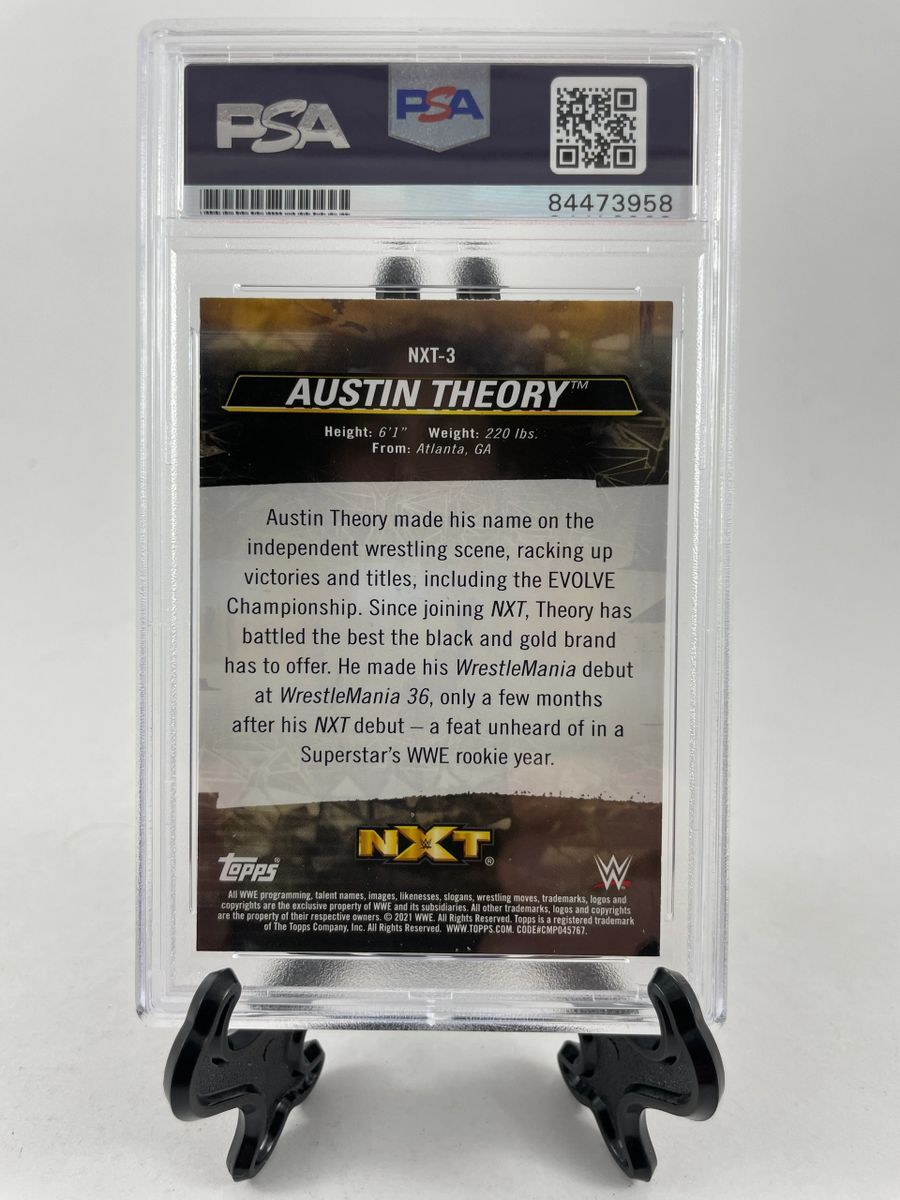 PSA
PSA
84473958
NXT-3
AUSTIN THEORY™
Height: 6'1" Weight: 220 lbs.
From: Atlanta, GA
Austin Theory made his name on the
independent wrestling scene, racking up
victories and titles, including the EVOLVE
Championship. Since joining NXT, Theory has
battled the best the black and gold brand
has to offer. He made his WrestleMania debut
at WrestleMania 36, only a few months
after his NXT debut – a feat unheard of in a
Superstar's WWE rookie year.
NXT®
Topps®
W
All WWE programming, talent names, images, likenesses, slogans, wrestling moves, trademarks, logos and
copyrights are the exclusive property of WWE and its subsidiaries. All other trademarks, logos and copyrights
are the property of their respective owners. © 2021 WWE. All Rights Reserved. Topps is a registered trademark
of The Topps Company, Inc. All Rights Reserved. WWW.TOPPS.COM. CODE#CMP045767.